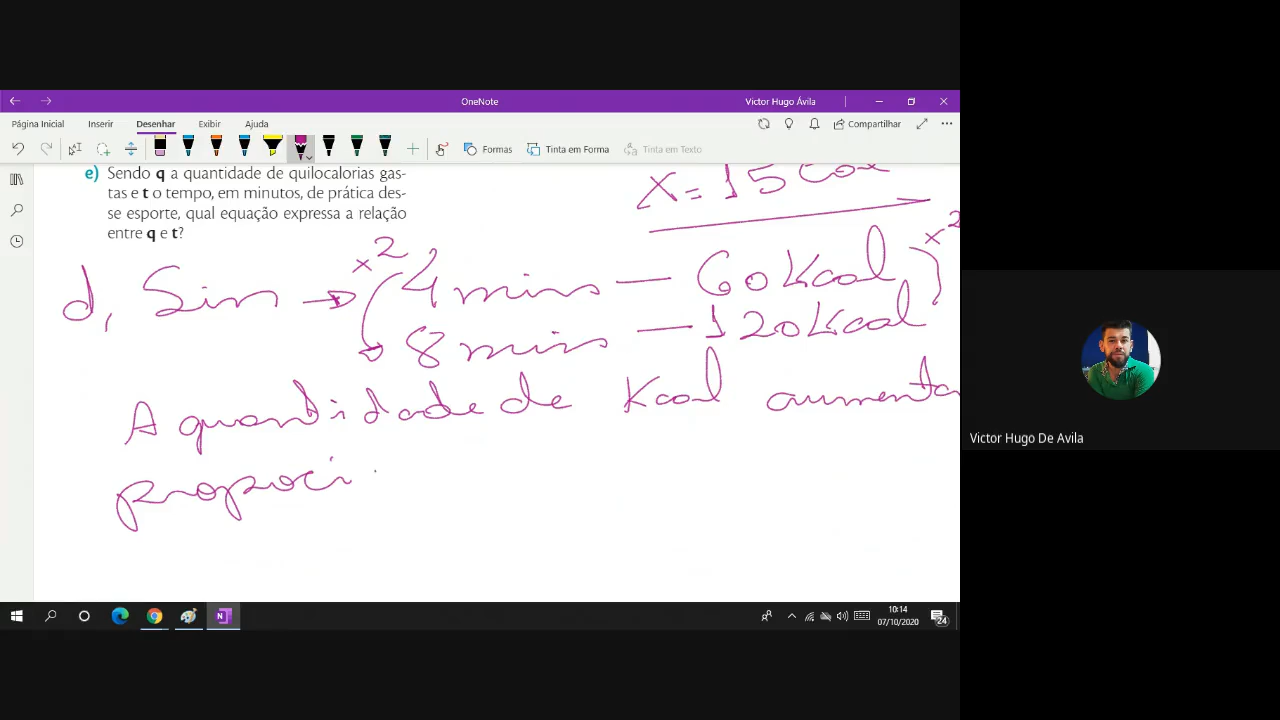 OneNote
Victor Hugo Ávila
Página Inicial
Inserir
Desenhar
Exibir
Ajuda
Compartilhar
Formas
Tinta em Forma
Tinta em Texto
e) Sendo q a quantidade de quilocalorias gas-
tas e t o tempo, em minutos, de prática des-
se esporte, qual equação expressa a relação
entre q e t?
x = 15
d, Sim → x2 4 mins — 60 Kcal x2
8 mins — 120 Kcal
A quantidade de Kcal aumenta
propoci
Victor Hugo De Avila
10:14
07/10/2020
24